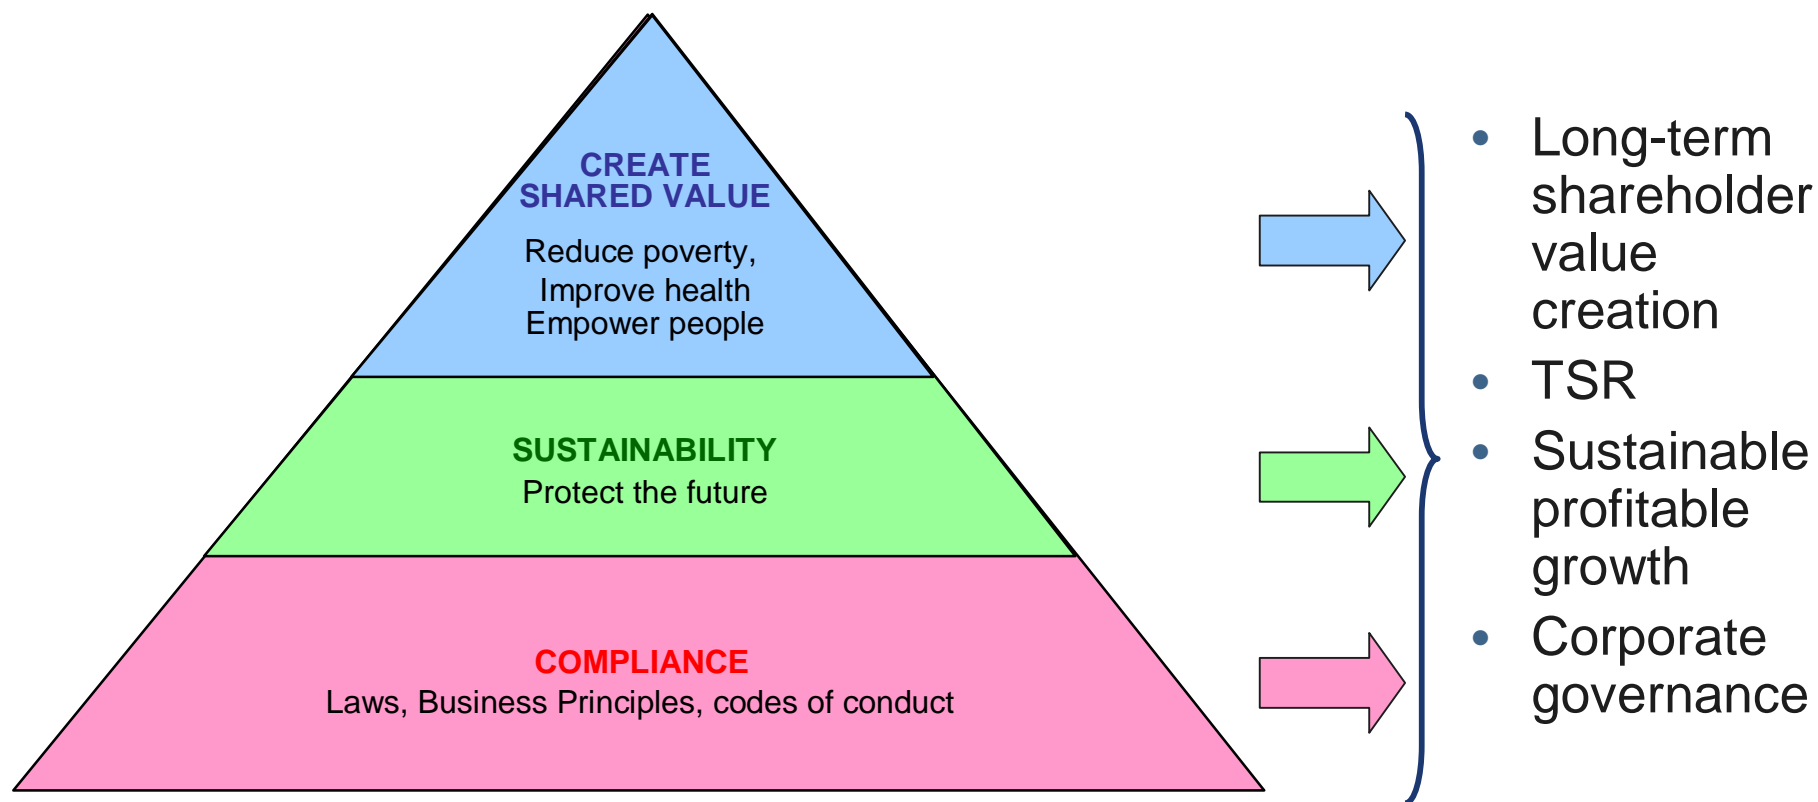 CREATE
SHARED VALUE
Reduce poverty,
Improve health
Empower people
SUSTAINABILITY
Protect the future
COMPLIANCE
Laws, Business Principles, codes of conduct
• Long-term
shareholder
value
creation
• TSR
• Sustainable
profitable
growth
• Corporate
governance